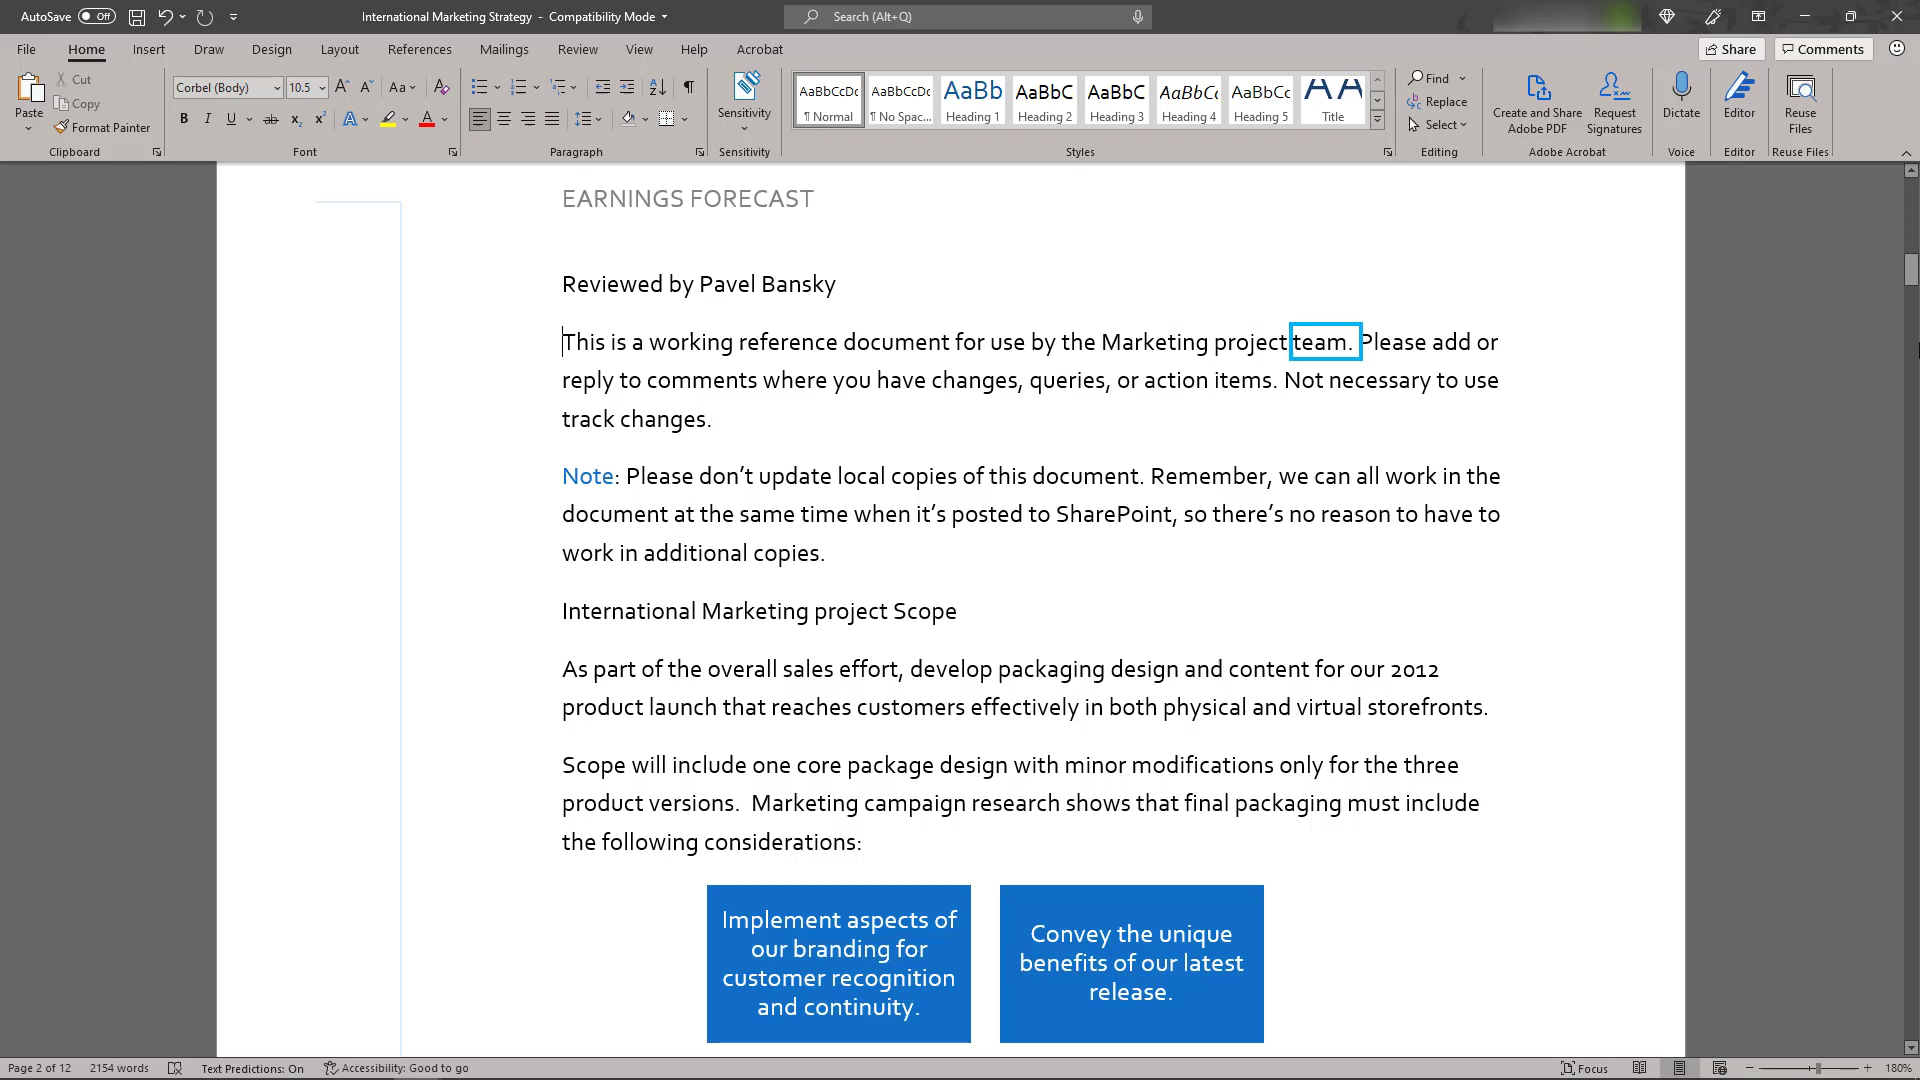 AutoSave Off International Marketing Strategy - Compatibility Mode Search (Alt+Q)
File Home Insert Draw Design Layout References Mailings Review View Help Acrobat Share Comments
Paste Cut Copy Format Painter
Corbel (Body) 10.5
Sensitivity
AaBbCcDc AaBbCcDc AaBb AaBbC AaBbC AaBbCc AaBbCc AA
¶ Normal ¶ No Spac... Heading 1 Heading 2 Heading 3 Heading 4 Heading 5 Title
Find
Replace
Select
Create and Share Adobe PDF
Request Signatures
Dictate
Editor
Reuse Files
Clipboard Font Paragraph Sensitivity Styles Editing Adobe Acrobat Voice Editor Reuse Files
EARNINGS FORECAST
Reviewed by Pavel Bansky
This is a working reference document for use by the Marketing project team. Please add or
reply to comments where you have changes, queries, or action items. Not necessary to use
track changes.
Note: Please don’t update local copies of this document. Remember, we can all work in the
document at the same time when it’s posted to SharePoint, so there’s no reason to have to
work in additional copies.
International Marketing project Scope
As part of the overall sales effort, develop packaging design and content for our 2012
product launch that reaches customers effectively in both physical and virtual storefronts.
Scope will include one core package design with minor modifications only for the three
product versions.  Marketing campaign research shows that final packaging must include
the following considerations:
Implement aspects of
our branding for
customer recognition
and continuity.
Convey the unique
benefits of our latest
release.
Page 2 of 12 2154 words Text Predictions: On Accessibility: Good to go Focus 180%